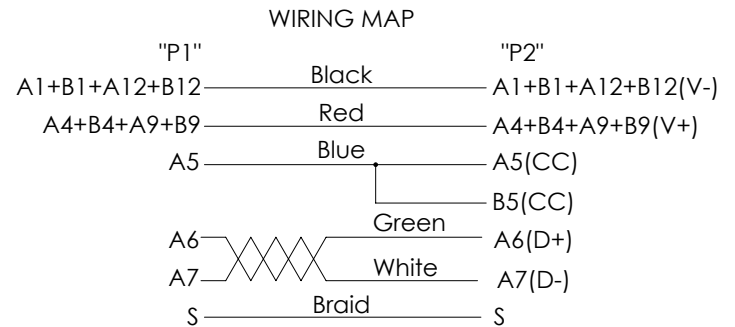 WIRING MAP
"P1" "P2"
A1+B1+A12+B12 Black A1+B1+A12+B12(V-)
A4+B4+A9+B9 Red A4+B4+A9+B9(V+)
A5 Blue A5(CC)
B5(CC)
A6 Green A6(D+)
A7 White A7(D-)
S Braid S